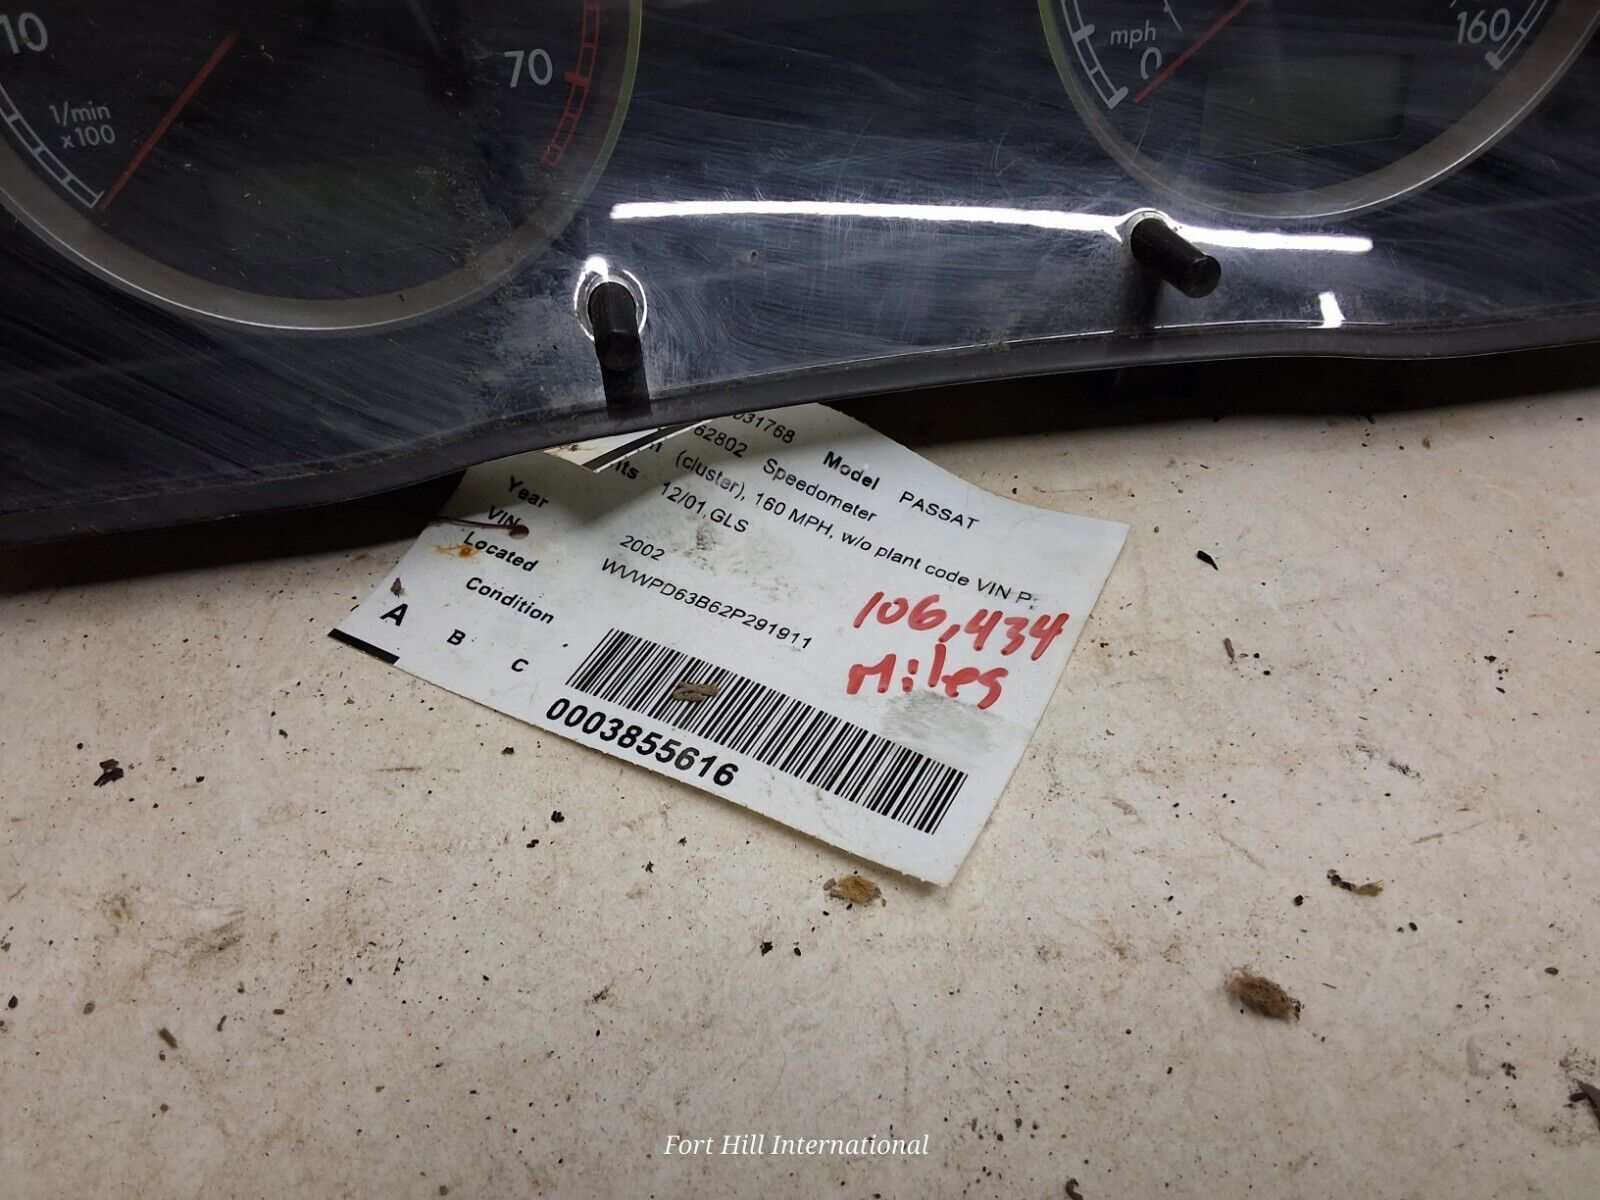 10
1/min
x100
70
mph
0
160
031768
Model PASSAT
62802 Speedometer
(cluster), 160 MPH, w/o plant code VIN P;
12/01, GLS
Year 2002
VIN WVWPD63B62P291911
Located
Condition
A B C
106,434
Miles
0003855616
Fort Hill International